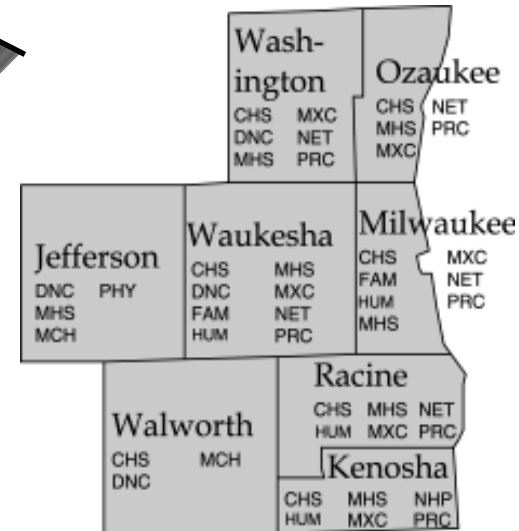 Wash-
ington
CHS MXC
DNC NET
MHS PRC
Ozaukee
CHS NET
MHS PRC
MXC
Jefferson
DNC PHY
MHS
MCH
Waukesha
CHS MHS
DNC MXC
FAM NET
HUM PRC
Milwaukee
CHS MXC
FAM NET
HUM PRC
MHS
Walworth
CHS MCH
DNC
Racine
CHS MHS NET
HUM MXC PRC
Kenosha
CHS MHS NHP
HUM MXC PRC